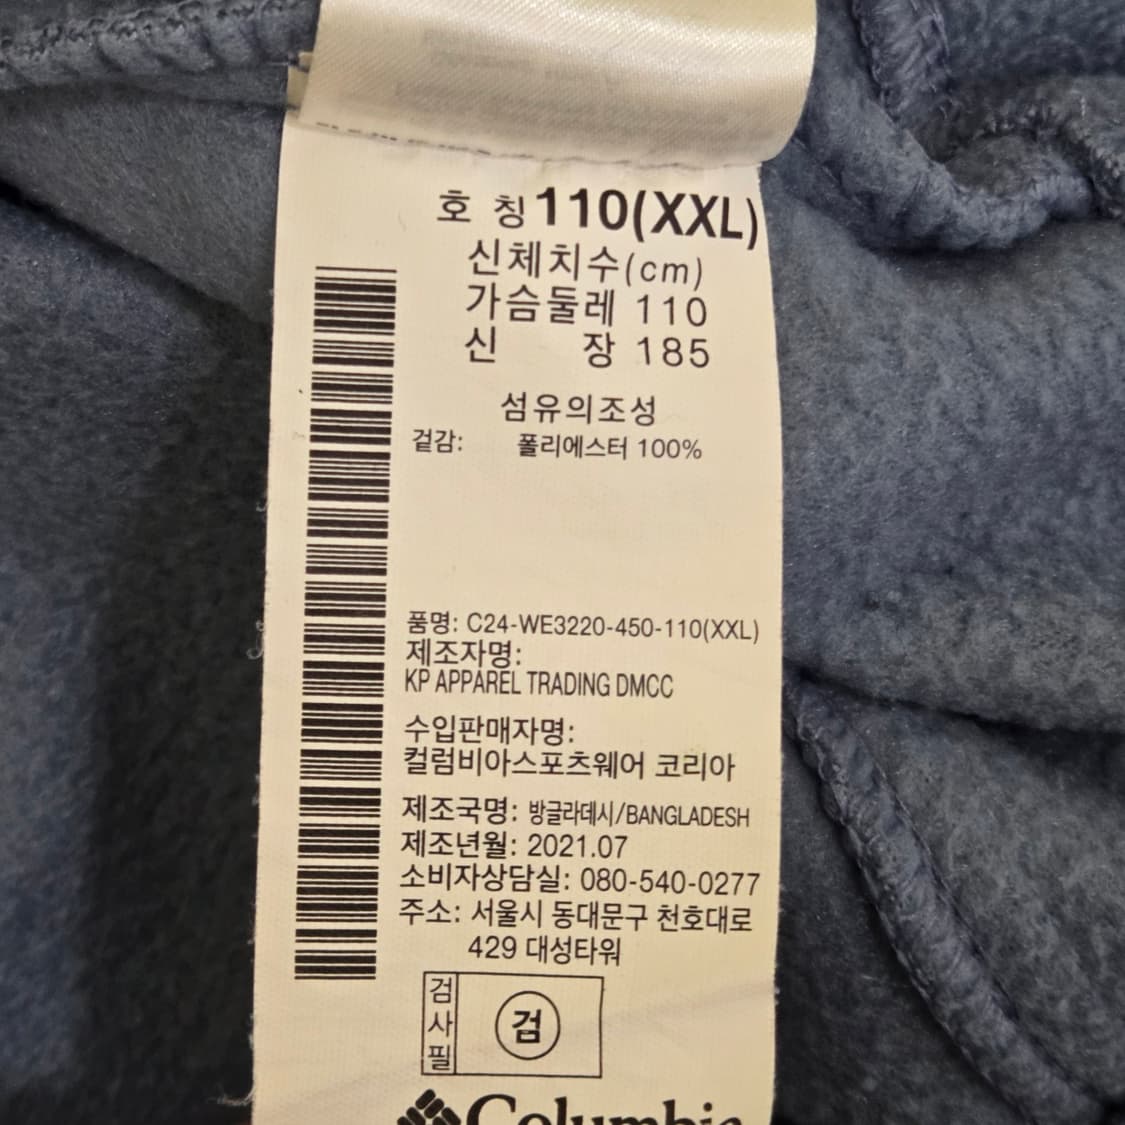 호 칭 110(XXL)
신체치수(cm)
가슴둘레 110
신 장 185
섬유의조성
겉감: 폴리에스터 100%
품명: C24-WE3220-450-110(XXL)
제조자명:
KP APPAREL TRADING DMCC
수입판매자명:
컬럼비아스포츠웨어 코리아
제조국명: 방글라데시/BANGLADESH
제조년월: 2021.07
소비자상담실: 080-540-0277
주소: 서울시 동대문구 천호대로
429 대성타워
검사필
검
Columbia